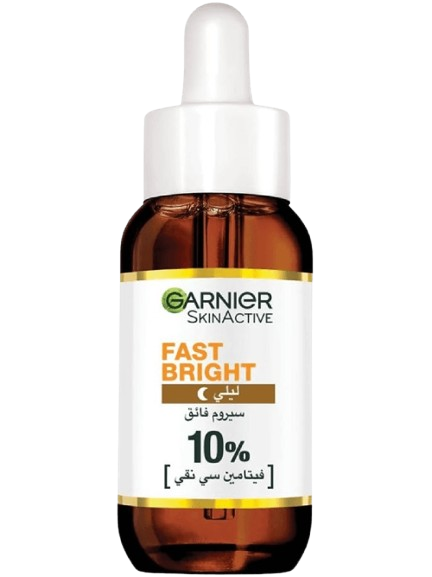 GARNIER
SKINACTIVE
FAST
BRIGHT
ليلي
سيروم فائق
10%
[ فيتامين سي نقي ]